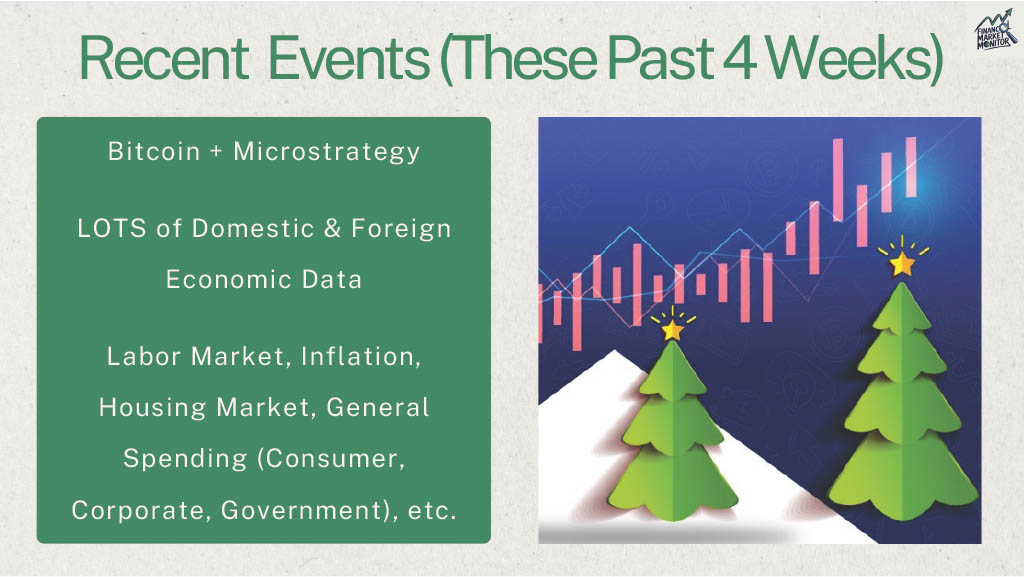 Recent Events (These Past 4 Weeks)
FINANCIAL
MARKET
MONITOR
Bitcoin + Microstrategy
LOTS of Domestic & Foreign
Economic Data
Labor Market, Inflation,
Housing Market, General
Spending (Consumer,
Corporate, Government), etc.